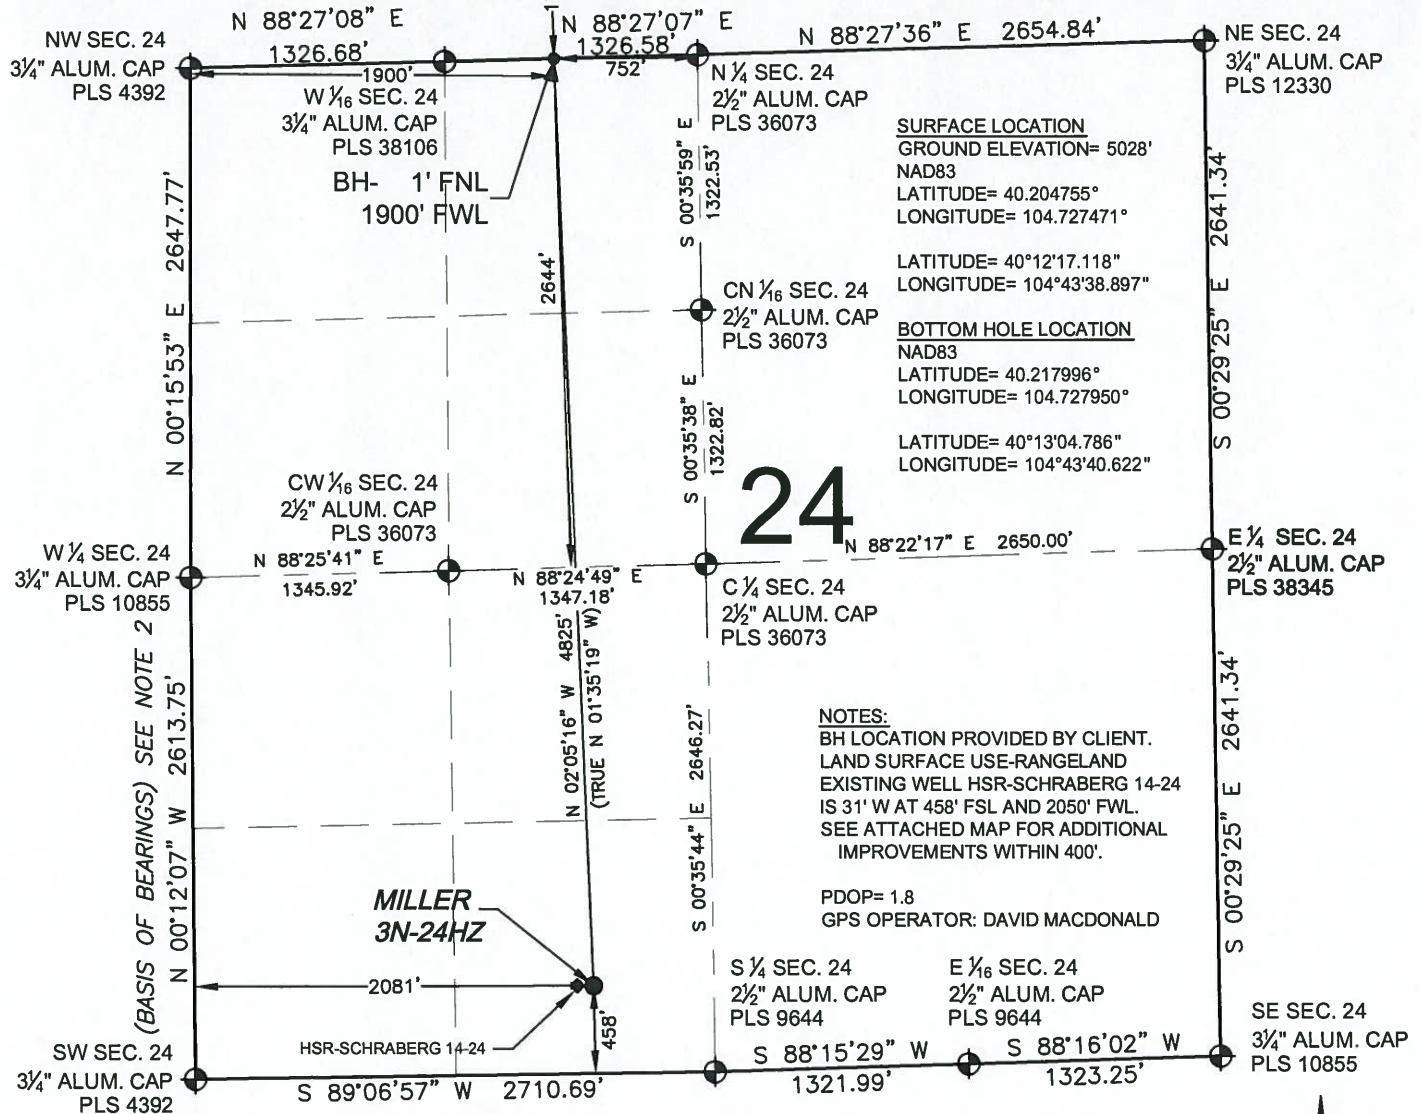 N 88°27'08" E
1326.68'
1
N 88°27'07" E
1326.58'
N 88°27'36" E 2654.84'
NW SEC. 24
3¼" ALUM. CAP
PLS 4392
NE SEC. 24
3¼" ALUM. CAP
PLS 12330
1900'
752'
W 1/16 SEC. 24
3¼" ALUM. CAP
PLS 38106
N ¼ SEC. 24
2½" ALUM. CAP
PLS 36073
BH- 1' FNL
1900' FWL
SURFACE LOCATION
GROUND ELEVATION= 5028'
NAD83
LATITUDE= 40.204755°
LONGITUDE= 104.727471°
LATITUDE= 40°12'17.118"
LONGITUDE= 104°43'38.897"
BOTTOM HOLE LOCATION
NAD83
LATITUDE= 40.217996°
LONGITUDE= 104.727950°
LATITUDE= 40°13'04.786"
LONGITUDE= 104°43'40.622"
N 00°15'53" E 2647.77'
2644'
S 00°35'59" E
1322.53'
S 00°29'25" E 2641.34'
CN 1/16 SEC. 24
2½" ALUM. CAP
PLS 36073
S 00°35'38" E
1322.82'
24
CW 1/16 SEC. 24
2½" ALUM. CAP
PLS 36073
W ¼ SEC. 24
3¼" ALUM. CAP
PLS 10855
N 88°25'41" E
1345.92'
N 88°24'49" E
1347.18'
N 88°22'17" E 2650.00'
C ¼ SEC. 24
2½" ALUM. CAP
PLS 36073
E ¼ SEC. 24
2½" ALUM. CAP
PLS 38345
(BASIS OF BEARINGS) SEE NOTE 2
N 00°12'07" W 2613.75'
N 02°05'16" W 4825'
(TRUE N 01°35'19" W)
S 00°35'44" E 2646.27'
S 00°29'25" E 2641.34'
NOTES:
BH LOCATION PROVIDED BY CLIENT.
LAND SURFACE USE-RANGELAND
EXISTING WELL HSR-SCHRABERG 14-24
IS 31' W AT 458' FSL AND 2050' FWL.
SEE ATTACHED MAP FOR ADDITIONAL
IMPROVEMENTS WITHIN 400'.
PDOP= 1.8
GPS OPERATOR: DAVID MACDONALD
MILLER
3N-24HZ
2081'
458'
HSR-SCHRABERG 14-24
S ¼ SEC. 24
2½" ALUM. CAP
PLS 9644
E 1/16 SEC. 24
2½" ALUM. CAP
PLS 9644
SW SEC. 24
3¼" ALUM. CAP
PLS 4392
SE SEC. 24
3¼" ALUM. CAP
PLS 10855
S 89°06'57" W 2710.69'
S 88°15'29" W
1321.99'
S 88°16'02" W
1323.25'